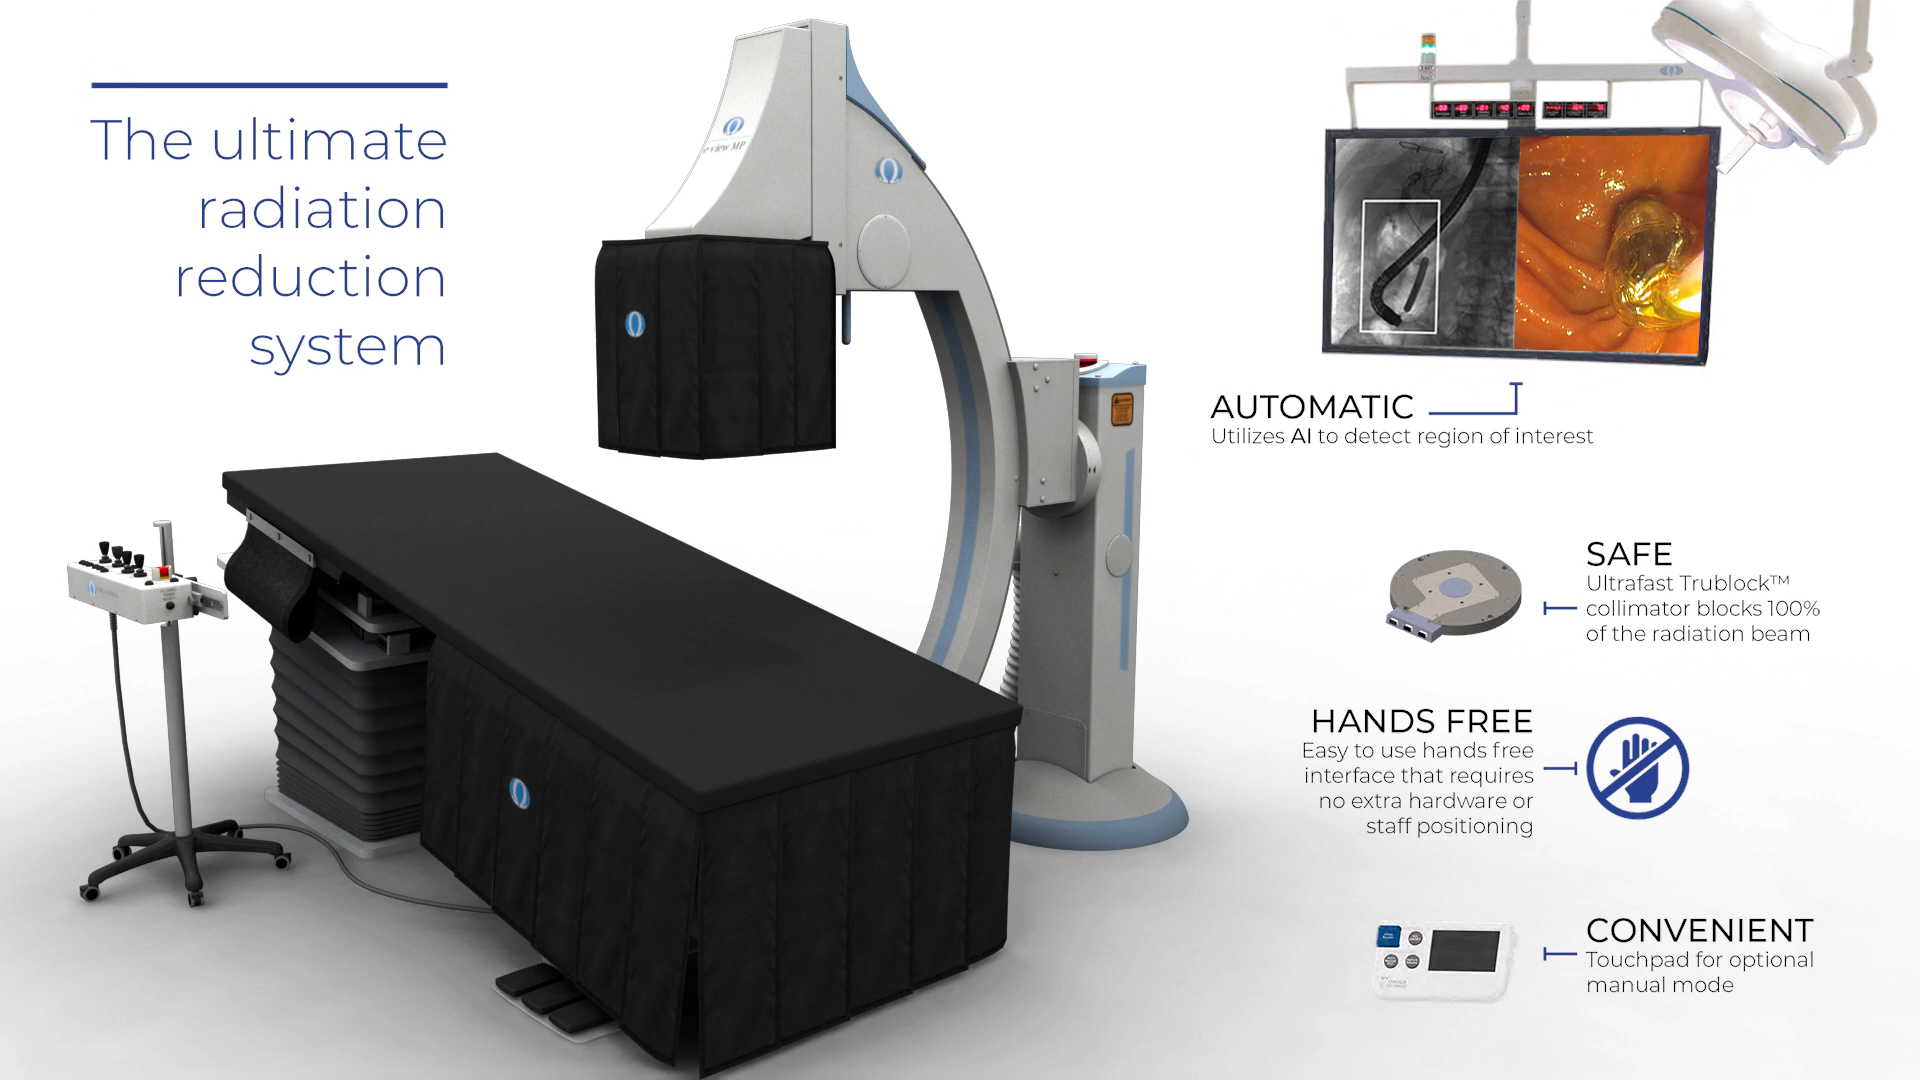 The ultimate
radiation
reduction
system
e-view MP
AUTOMATIC
Utilizes AI to detect region of interest
SAFE
Ultrafast Trublock™
collimator blocks 100%
of the radiation beam
HANDS FREE
Easy to use hands free
interface that requires
no extra hardware or
staff positioning
CONVENIENT
Touchpad for optional
manual mode